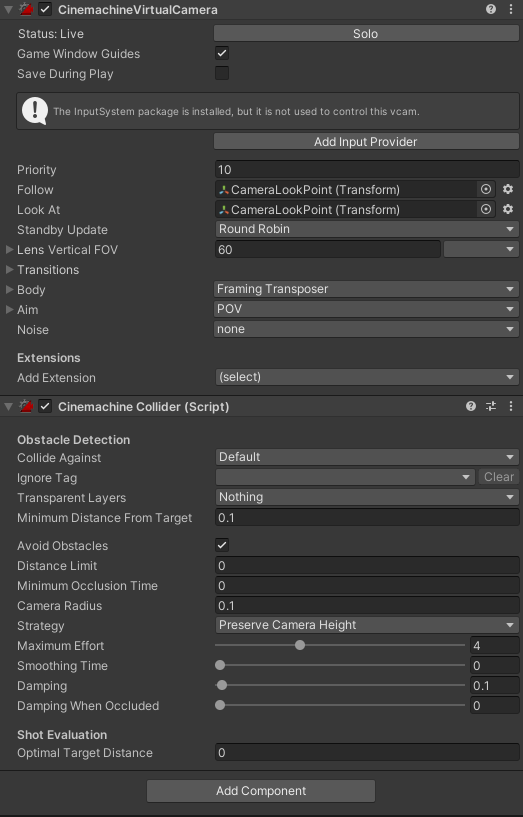 CinemachineVirtualCamera
Status: Live Solo
Game Window Guides
Save During Play
The InputSystem package is installed, but it is not used to control this vcam.
Add Input Provider
Priority 10
Follow CameraLookPoint (Transform)
Look At CameraLookPoint (Transform)
Standby Update Round Robin
Lens Vertical FOV 60
Transitions
Body Framing Transposer
Aim POV
Noise none
Extensions
Add Extension (select)
Cinemachine Collider (Script)
Obstacle Detection
Collide Against Default
Ignore Tag Clear
Transparent Layers Nothing
Minimum Distance From Target 0.1
Avoid Obstacles
Distance Limit 0
Minimum Occlusion Time 0
Camera Radius 0.1
Strategy Preserve Camera Height
Maximum Effort 4
Smoothing Time 0
Damping 0.1
Damping When Occluded 0
Shot Evaluation
Optimal Target Distance 0
Add Component